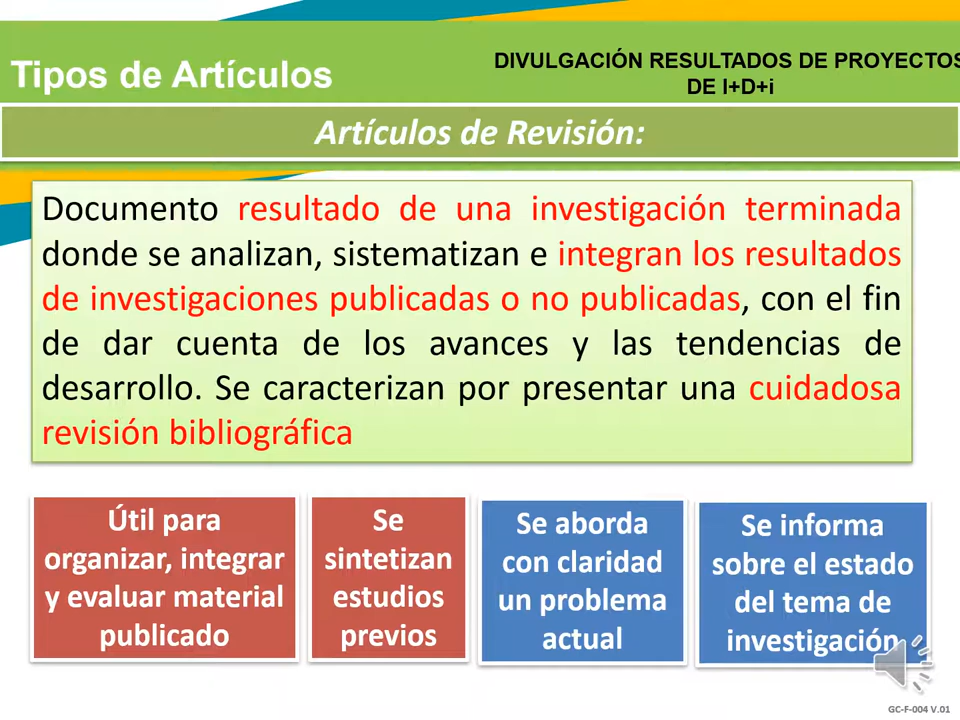 Tipos de Artículos
DIVULGACIÓN RESULTADOS DE PROYECTOS
DE I+D+i
Artículos de Revisión:
Documento resultado de una investigación terminada
donde se analizan, sistematizan e integran los resultados
de investigaciones publicadas o no publicadas, con el fin
de dar cuenta de los avances y las tendencias de
desarrollo. Se caracterizan por presentar una cuidadosa
revisión bibliográfica
Útil para
organizar, integrar
y evaluar material
publicado
Se
sintetizan
estudios
previos
Se aborda
con claridad
un problema
actual
Se informa
sobre el estado
del tema de
investigación
GC-F-004 V.01